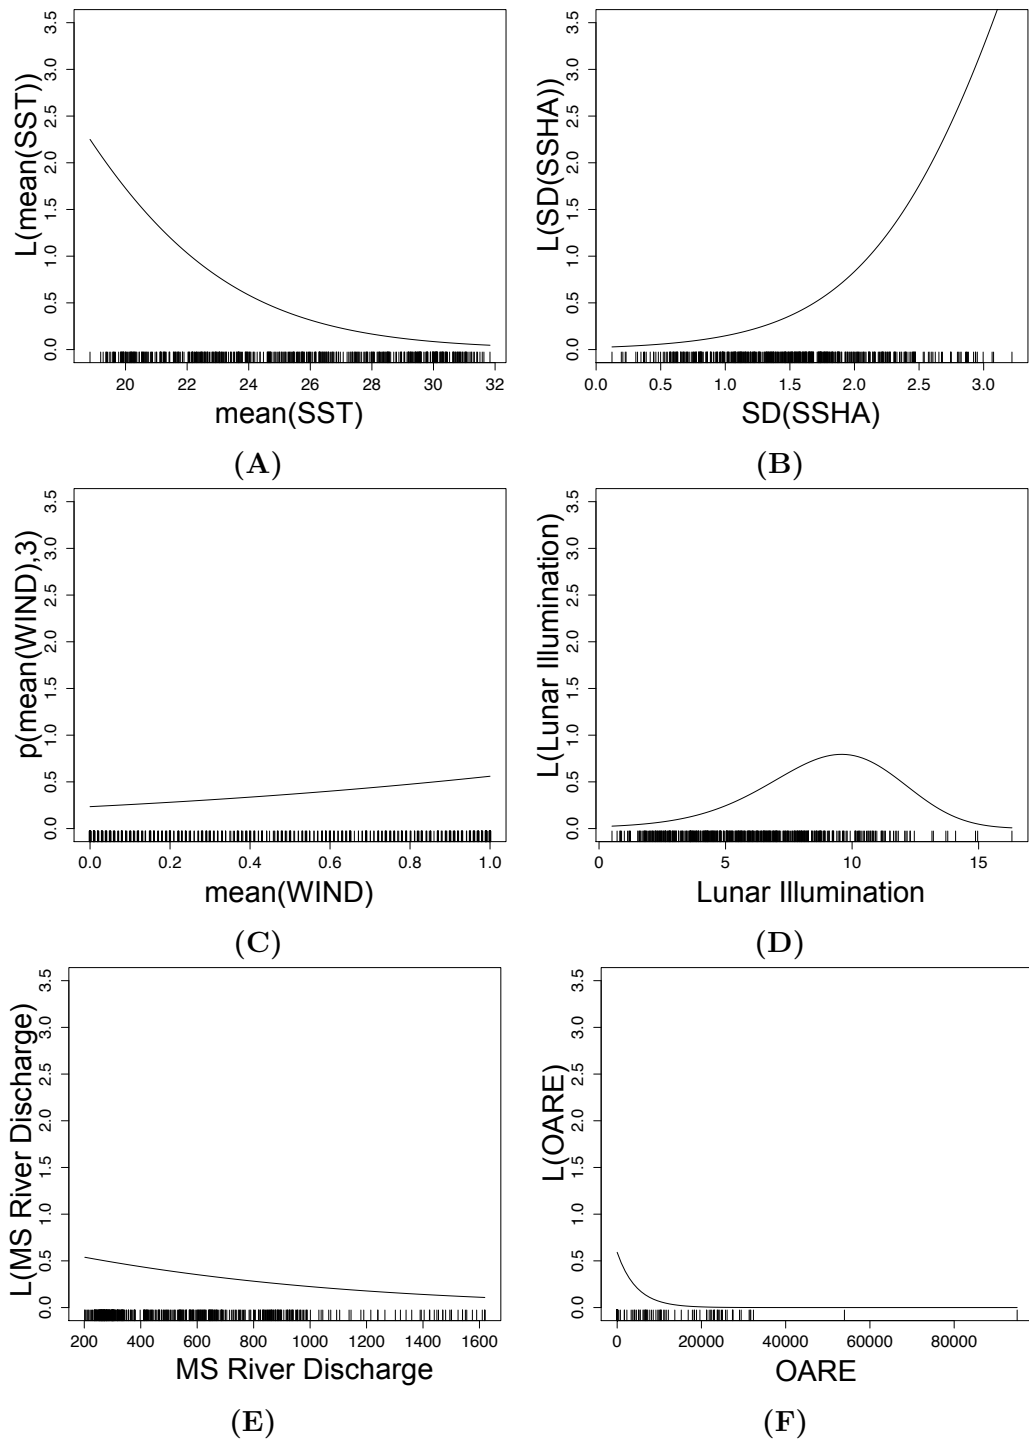 L(mean(SST))
0.0 0.5 1.0 1.5 2.0 2.5 3.0 3.5
20 22 24 26 28 30 32
mean(SST)
(A)
L(SD(SSHA))
0.0 0.5 1.0 1.5 2.0 2.5 3.0 3.5
0.0 0.5 1.0 1.5 2.0 2.5 3.0
SD(SSHA)
(B)
p(mean(WIND),3)
0.0 0.5 1.0 1.5 2.0 2.5 3.0 3.5
0.0 0.2 0.4 0.6 0.8 1.0
mean(WIND)
(C)
L(Lunar Illumination)
0.0 0.5 1.0 1.5 2.0 2.5 3.0 3.5
0 5 10 15
Lunar Illumination
(D)
L(MS River Discharge)
0.0 0.5 1.0 1.5 2.0 2.5 3.0 3.5
200 400 600 800 1000 1200 1400 1600
MS River Discharge
(E)
L(OARE)
0.0 0.5 1.0 1.5 2.0 2.5 3.0 3.5
0 20000 40000 60000 80000
OARE
(F)